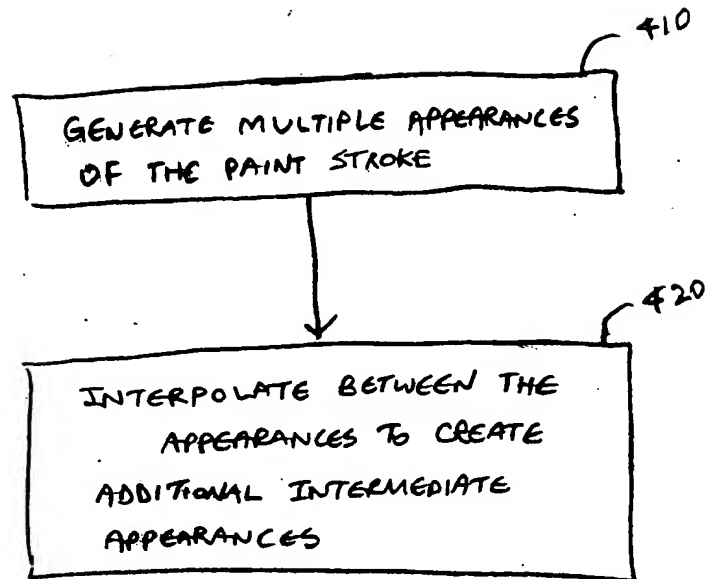 410
GENERATE MULTIPLE APPEARANCES
OF THE PAINT STROKE
420
INTERPOLATE BETWEEN THE
APPEARANCES TO CREATE
ADDITIONAL INTERMEDIATE
APPEARANCES